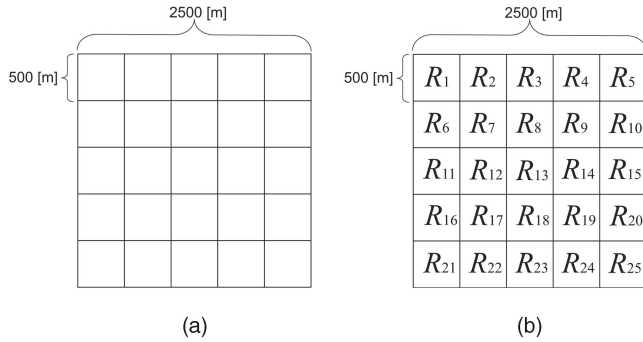 2500 [m]
2500 [m]
500 [m]
500 [m]
R1 R2 R3 R4 R5
R6 R7 R8 R9 R10
R11 R12 R13 R14 R15
R16 R17 R18 R19 R20
R21 R22 R23 R24 R25
(a)
(b)